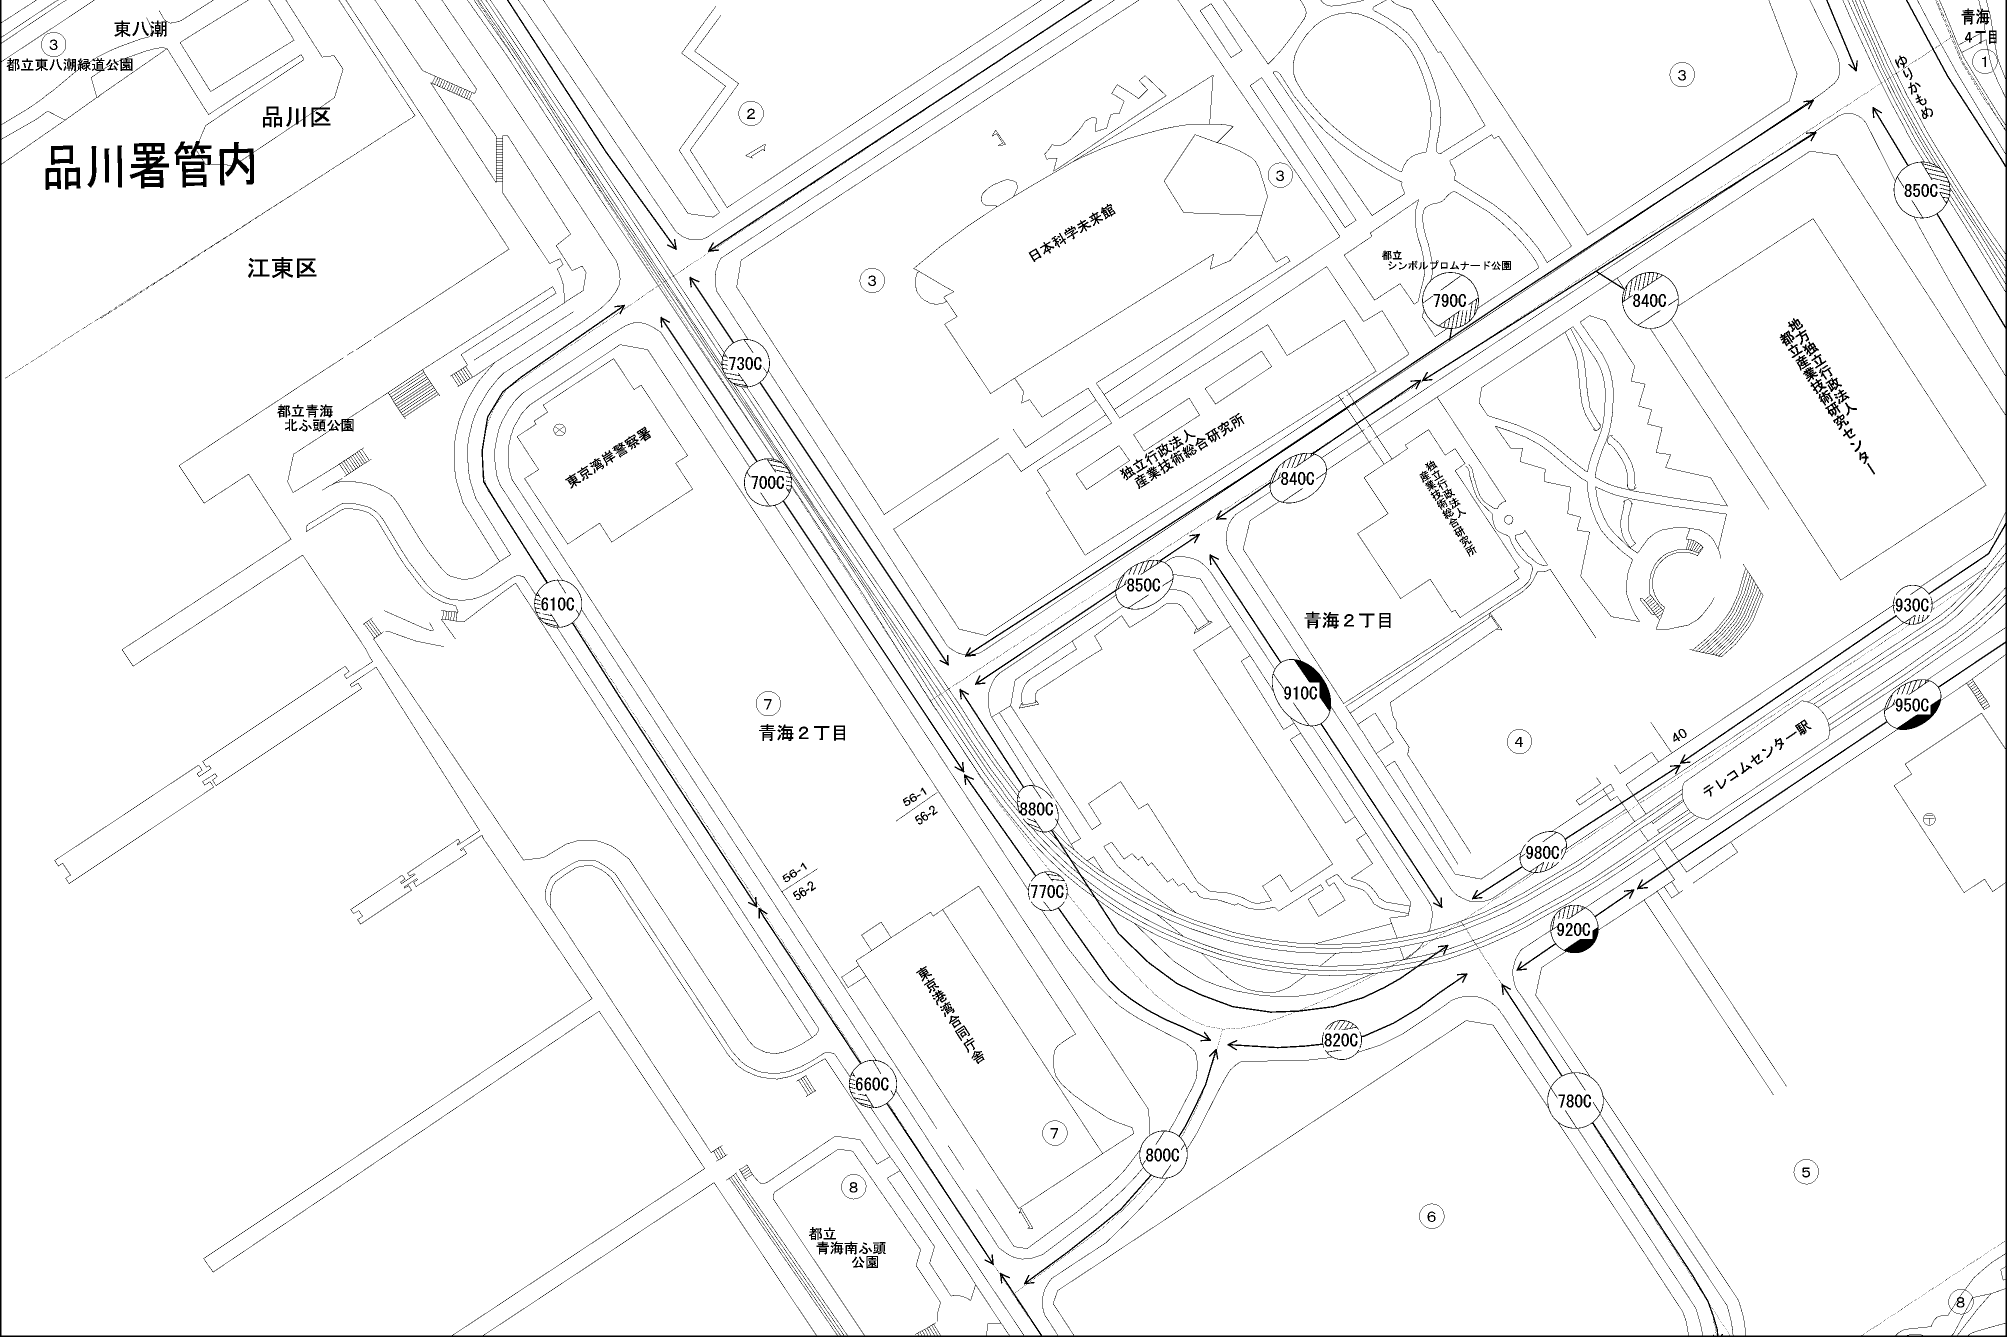 東八潮
③
都立東八潮緑道公園
品川区
品川署管内
江東区
②
③
③
③
青海
4丁目
①
ゆりかもめ
850C
日本科学未来館
都立
シンボルプロムナード公園
790C
840C
地方独立行政法人
都立産業技術研究センター
730C
都立青海
北ふ頭公園
東京湾岸警察署
700C
独立行政法人
産業技術総合研究所
840C
独立行政法人
産業技術総合研究所
850C
610C
青海2丁目
930C
910C
950C
⑦
青海2丁目
④
40
テレコムセンター駅
56-1
56-2
880C
980C
〒
56-1
56-2
770C
920C
東京港湾合同庁舎
820C
660C
780C
⑦
800C
⑤
⑧
⑥
都立
青海南ふ頭
公園
⑧